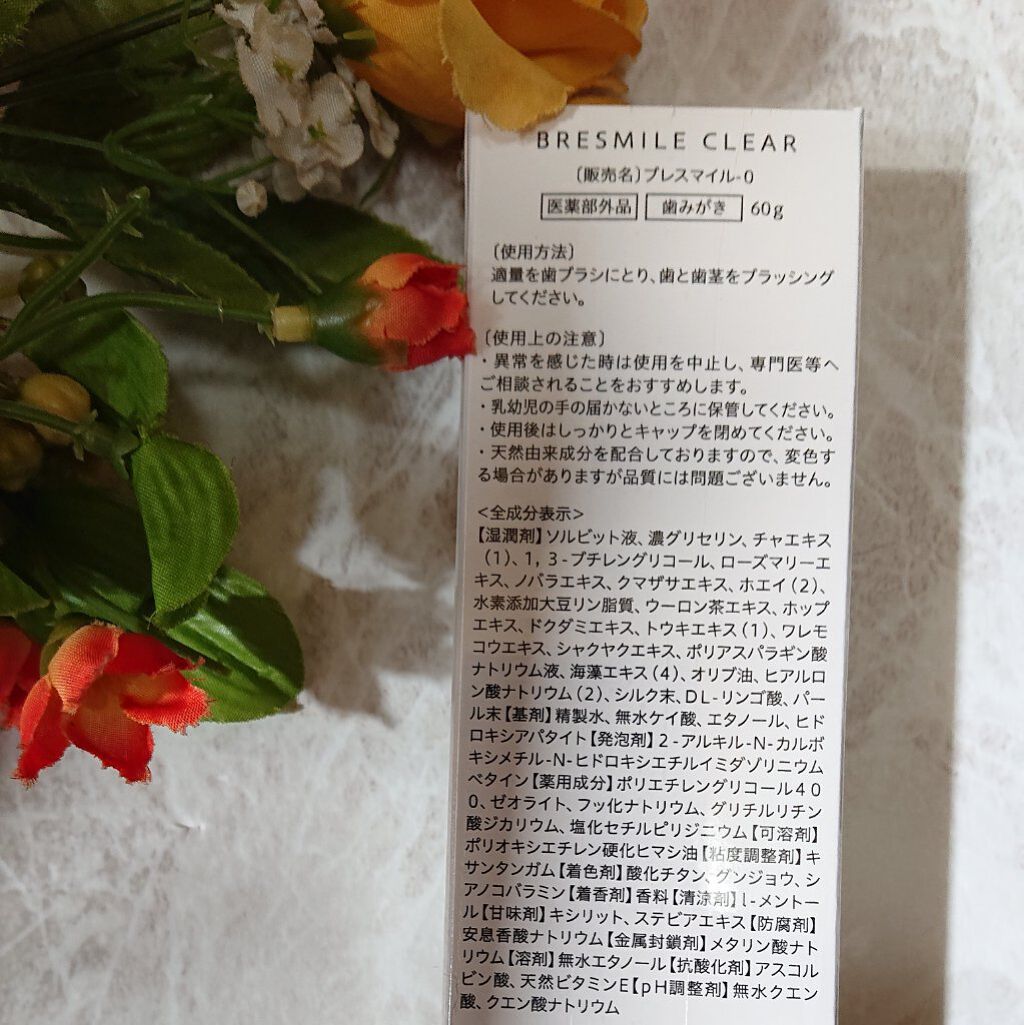 BRESMILE CLEAR
〔販売名〕ブレスマイル-0
医薬部外品 歯みがき 60g
〔使用方法〕
適量を歯ブラシにとり、歯と歯茎をブラッシング
してください。
〔使用上の注意〕
・異常を感じた時は使用を中止し、専門医等へ
ご相談されることをおすすめします。
・乳幼児の手の届かないところに保管してください。
・使用後はしっかりとキャップを閉めてください。
・天然由来成分を配合しておりますので、変色す
る場合がありますが品質には問題ございません。
＜全成分表示＞
【湿潤剤】ソルビット液、濃グリセリン、チャエキス
（1）、1，3-ブチレングリコール、ローズマリーエ
キス、ノバラエキス、クマザサエキス、ホエイ（2）、
水素添加大豆リン脂質、ウーロン茶エキス、ホップ
エキス、ドクダミエキス、トウキエキス（1）、ワレモ
コウエキス、シャクヤクエキス、ポリアスパラギン酸
ナトリウム液、海藻エキス（4）、オリブ油、ヒアルロ
ン酸ナトリウム（2）、シルク末、DL-リンゴ酸、パー
ル末【基剤】精製水、無水ケイ酸、エタノール、ヒド
ロキシアパタイト【発泡剤】2-アルキル-N-カルボ
キシメチル-N-ヒドロキシエチルイミダゾリニウム
ベタイン【薬用成分】ポリエチレングリコール40
0、ゼオライト、フッ化ナトリウム、グリチルリチン
酸ジカリウム、塩化セチルピリジニウム【可溶剤】
ポリオキシエチレン硬化ヒマシ油【粘度調整剤】キ
サンタンガム【着色剤】酸化チタン、グンジョウ、シ
アノコバラミン【着香剤】香料【清涼剤】l-メントー
ル【甘味剤】キシリット、ステビアエキス【防腐剤】
安息香酸ナトリウム【金属封鎖剤】メタリン酸ナト
リウム【溶剤】無水エタノール【抗酸化剤】アスコル
ビン酸、天然ビタミンE【pH調整剤】無水クエン
酸、クエン酸ナトリウム